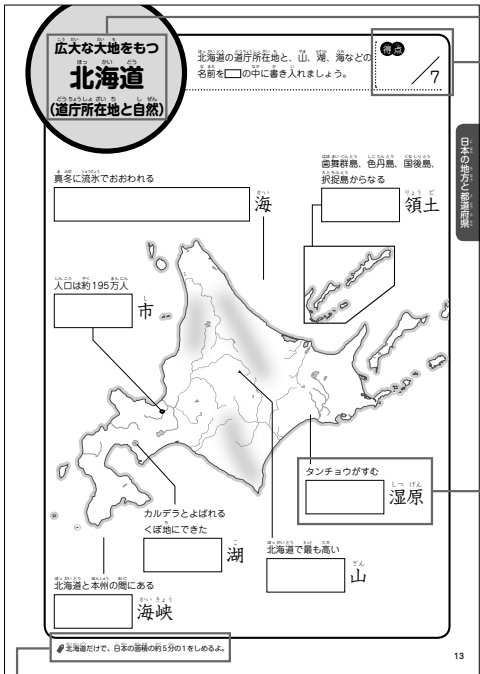 広大な大地をもつ
北海道
(道庁所在地と自然)
北海道の道庁所在地と、山、湖、海などの
名前を□の中に書き入れましょう。
得点
/7
日本の地方と都道府県
真冬に流氷でおおわれる
海
歯舞群島、色丹島、国後島、
択捉島からなる
領土
人口は約195万人
市
タンチョウがすむ
湿原
カルデラとよばれる
くぼ地にできた
湖
北海道で最も高い
山
北海道と本州の間にある
海峡
北海道だけで、日本の面積の約5分の1をしめるよ。
13